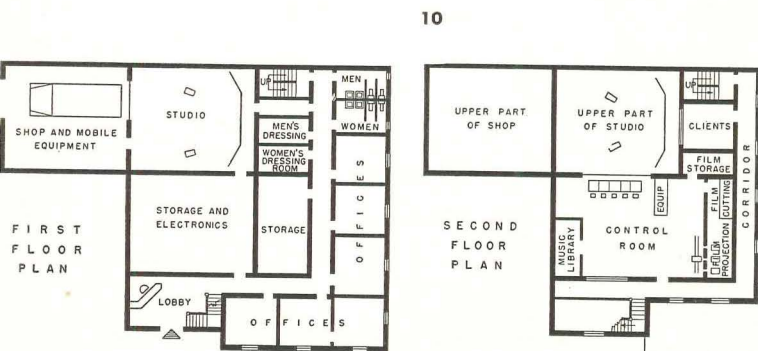 10
UP
MEN
STUDIO
SHOP AND MOBILE
EQUIPMENT
MEN'S
DRESSING
WOMEN
WOMEN'S
DRESSING
ROOM
OFFICES
STORAGE AND
ELECTRONICS
STORAGE
FIRST
FLOOR
PLAN
LOBBY
OFFICES
UP
UPPER PART
OF SHOP
UPPER PART
OF STUDIO
CLIENTS
FILM
STORAGE
CORRIDOR
EQUIP
FILM
CUTTING
SECOND
FLOOR
PLAN
MUSIC
LIBRARY
CONTROL
ROOM
FILM
PROJECTION